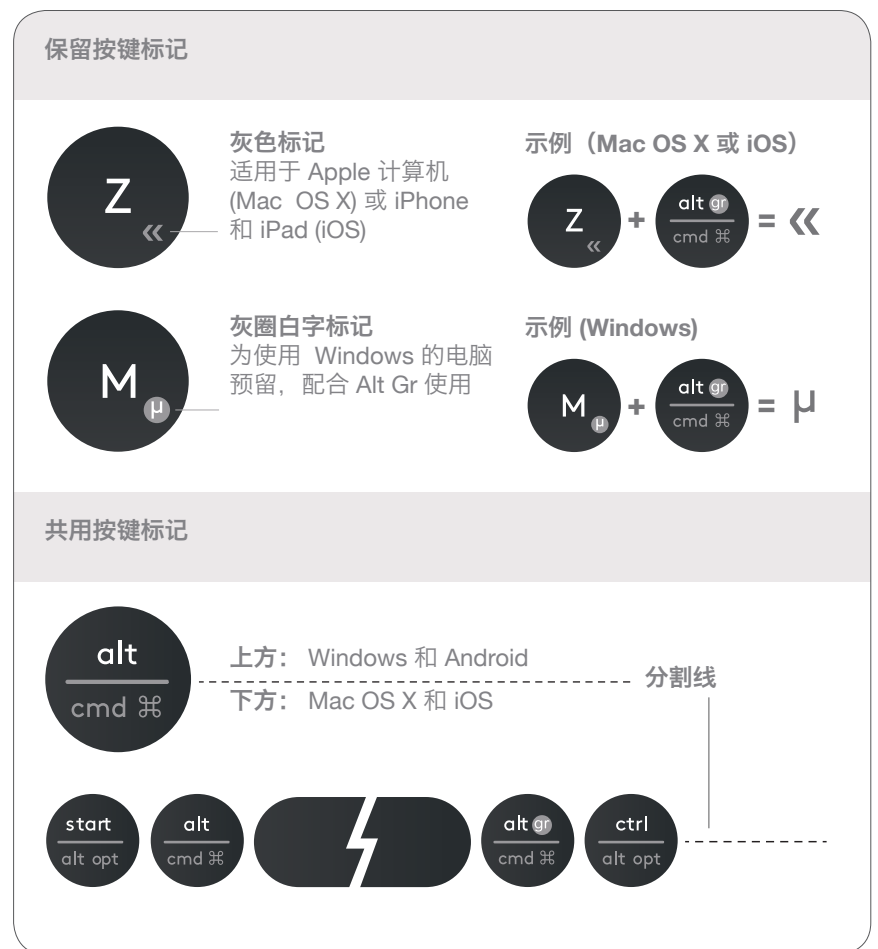 保留按键标记
Z
«
灰色标记
适用于 Apple 计算机
(Mac OS X) 或 iPhone
和 iPad (iOS)
示例（Mac OS X 或 iOS）
Z « + alt gr cmd ⌘ = «
M
µ
灰圈白字标记
为使用 Windows 的电脑
预留，配合 Alt Gr 使用
示例 (Windows)
M µ + alt gr cmd ⌘ = µ
共用按键标记
alt
cmd ⌘
上方： Windows 和 Android
下方： Mac OS X 和 iOS
分割线
start alt alt gr ctrl
alt opt cmd ⌘ cmd ⌘ alt opt